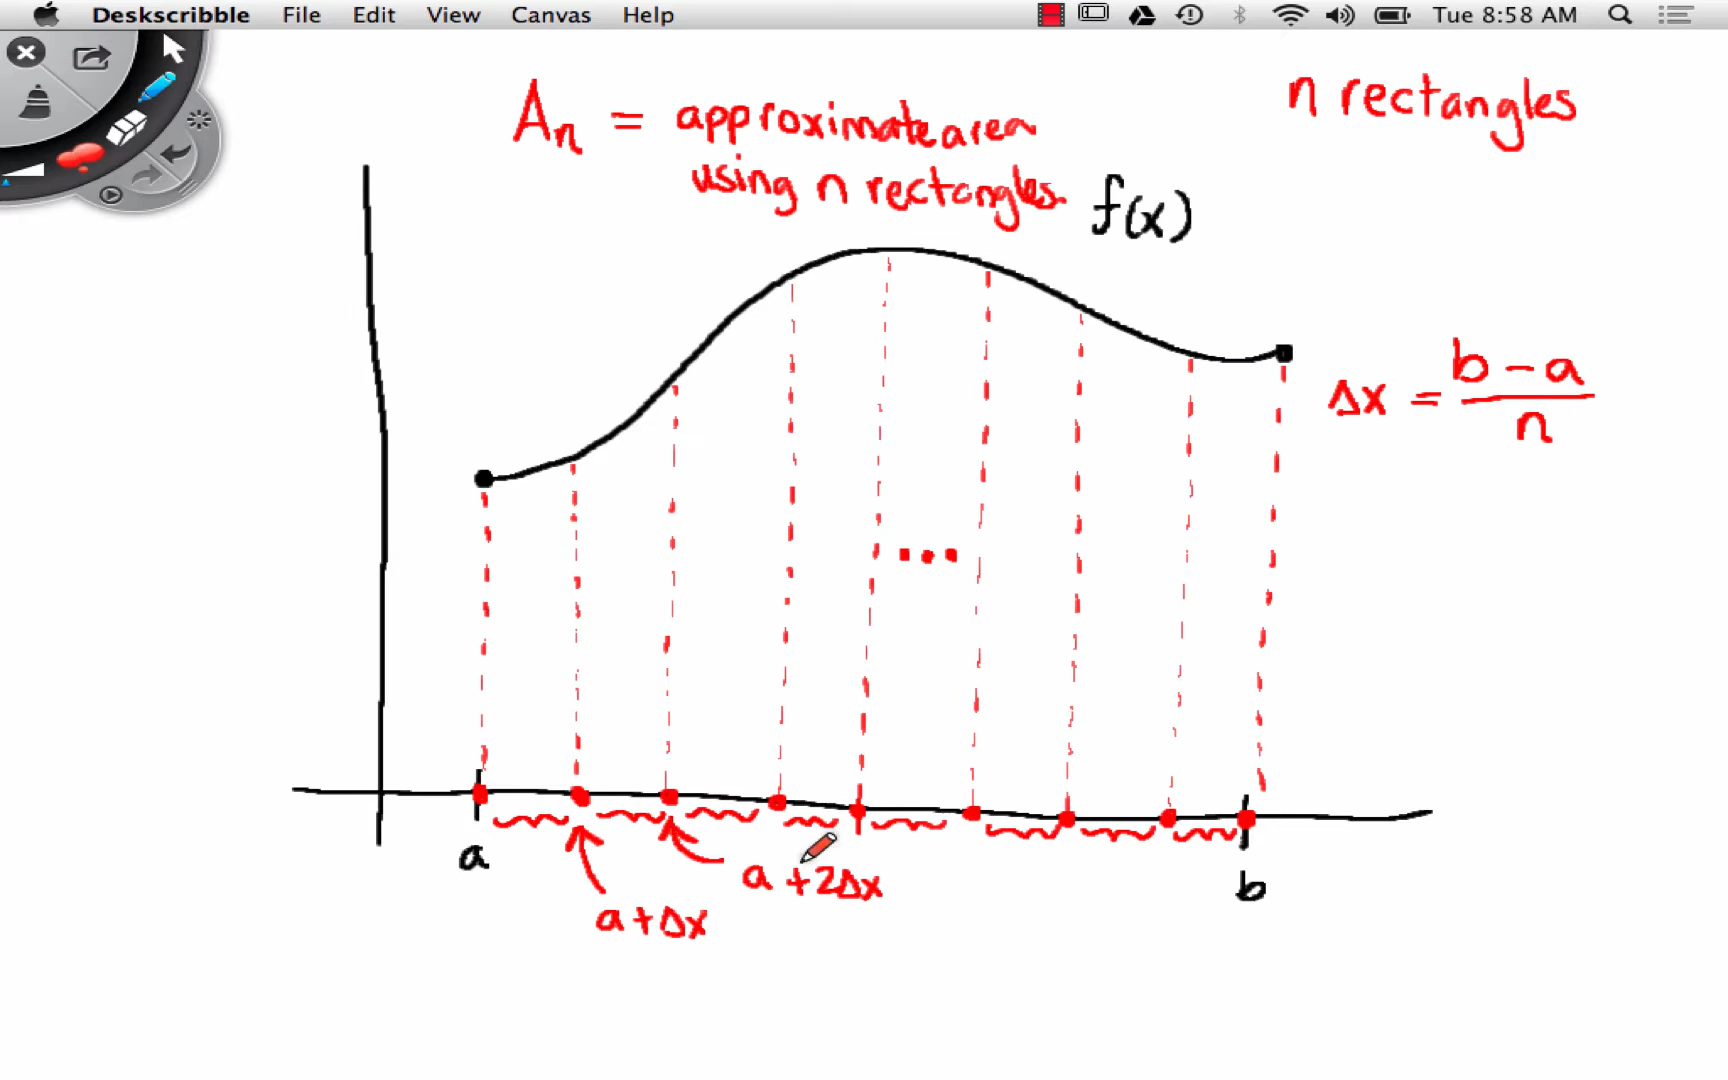 Deskscribble File Edit View Canvas Help Tue 8:58 AM
n rectangles
Aₙ = approximate area
using n rectangles.
f(x)
Δx = b - a / n
...
a
a + 2Δx
b
a + Δx